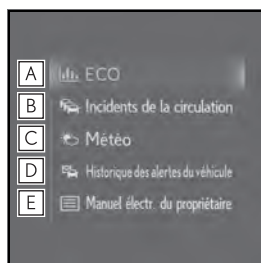 A ECO
B Incidents de la circulation
C Météo
D Historique des alertes du véhicule
E Manuel électr. du propriétaire